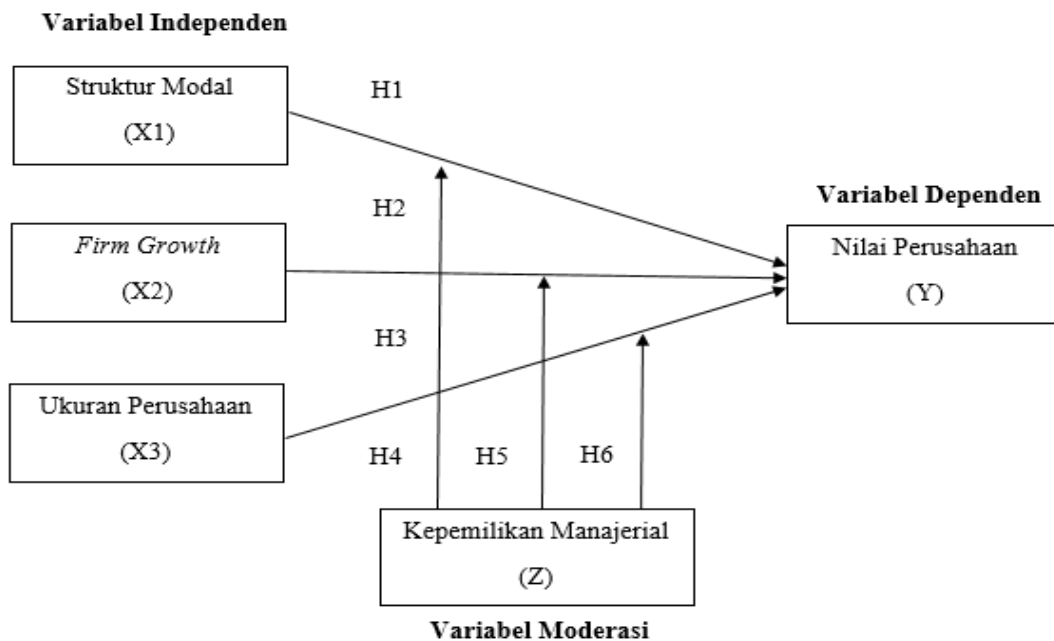 Variabel Independen
Struktur Modal
(X1)
H1
H2
Variabel Dependen
Firm Growth
(X2)
Nilai Perusahaan
(Y)
H3
Ukuran Perusahaan
(X3)
H4
H5
H6
Kepemilikan Manajerial
(Z)
Variabel Moderasi